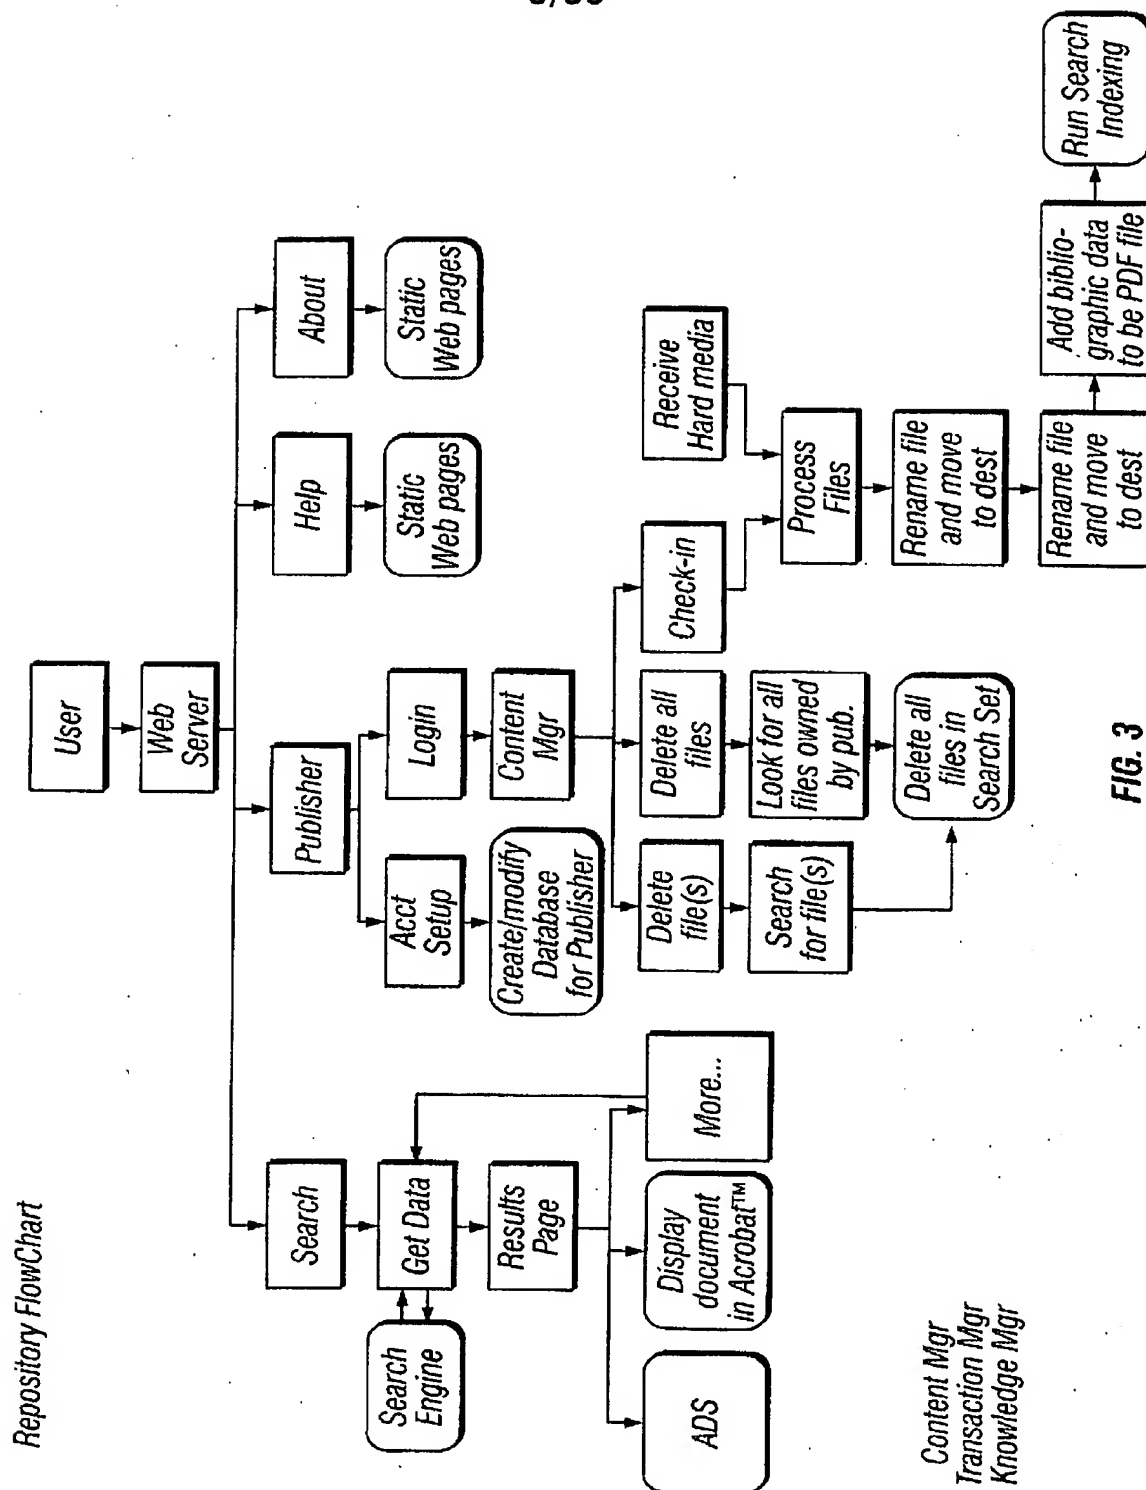 Repository FlowChart
User
Web
Server
Search
Publisher
Help
About
Search
Engine
Get Data
Acct
Setup
Login
Static
Web pages
Static
Web pages
Results
Page
Create/modify
Database
for Publisher
Content
Mgr
ADS
Display
document
in Acrobat™
More...
Delete
file(s)
Delete all
files
Check-in
Receive
Hard media
Search
for file(s)
Look for all
files owned
by pub.
Process
Files
Delete all
files in
Search Set
Rename file
and move
to dest
Rename file
and move
to dest
Add biblio-
graphic data
to be PDF file
Run Search
Indexing
Content Mgr
Transaction Mgr
Knowledge Mgr
FIG. 3